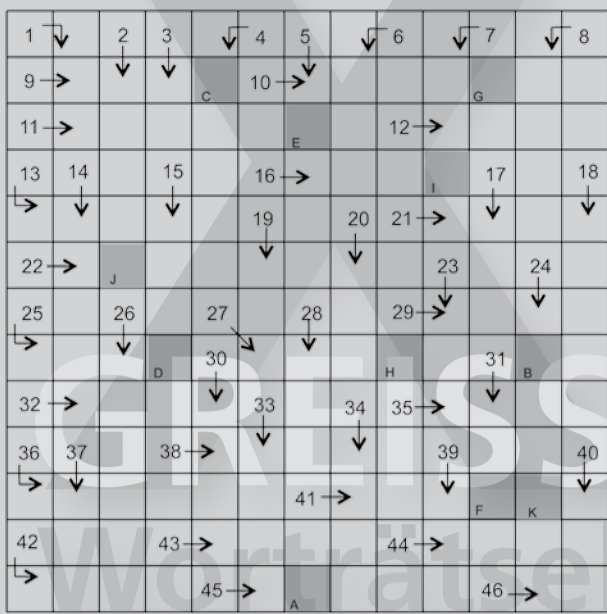 1 2 3 4 5 6 7 8
9 C 10 G
11 E 12
13 14 15 16 I 17 18
19 20 21
22 J 23 24
25 26 27 28 29
D 30 H 31 B
32 33 34 35
36 37 38 39 40
41 F K
42 43 44
45 A 46
GREISS
Worträtse